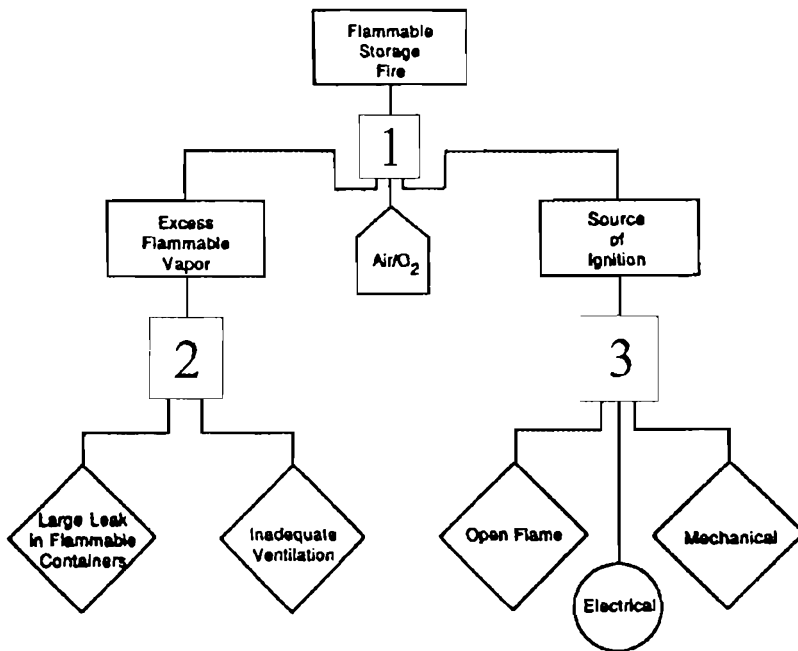 Flammable
Storage
Fire
1
Excess
Flammable
Vapor
Air/O2
Source
of
Ignition
2
3
Large Leak
in Flammable
Containers
Inadequate
Ventilation
Open Flame
Mechanical
Electrical